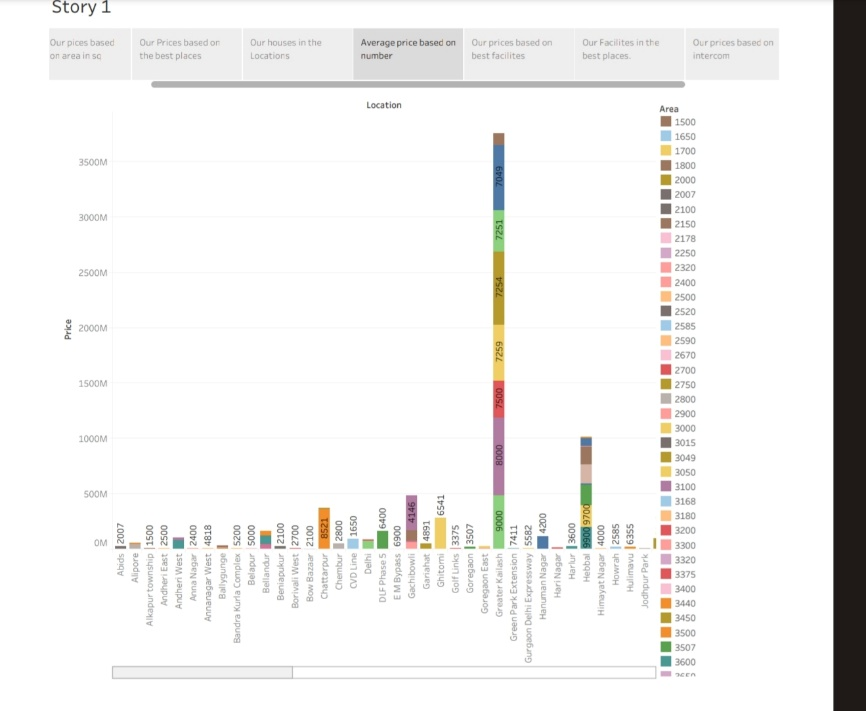 Story 1
Our pices based
on area in sq
Our Prices based on
the best places
Our houses in the
Locations
Average price based on
number
Our prices based on
best facilites
Our Facilites in the
best places.
Our prices based on
intercom
Location
Area
Price
3500M
3000M
2500M
2000M
1500M
1000M
500M
0M
2007
1500
2500
2400
4818
5200
5000
2100
2700
2100
8521
2800
1650
6400
6900
4146
4891
6541
3375
3507
7049
7251
7254
7259
7500
8000
9000
7411
5582
4200
3600
9700
9900
4000
2585
6355
Abids
Alipore
Alkapur township
Andheri East
Andheri West
Anna Nagar
Annanagar West
Ballygunge
Bandra Kurla Complex
Belapur
Bellandur
Beniapukur
Borivali West
Bow Bazaar
Chattarpur
Chembur
CVD Line
Delhi
DLF Phase 5
E M Bypass
Gachibowli
Gariahat
Ghitorni
Golf Links
Goregaon
Goregaon East
Greater Kailash
Green Park Extension
Gurgaon Delhi Expressway
Hanuman Nagar
Hari Nagar
Harlur
Hebbal
Himayat Nagar
Howrah
Hulimavu
Jodhpur Park
1500
1650
1700
1800
2000
2007
2100
2150
2178
2250
2320
2400
2500
2520
2585
2590
2670
2700
2750
2800
2900
3000
3015
3049
3050
3100
3168
3180
3200
3300
3320
3375
3400
3440
3450
3500
3507
3600